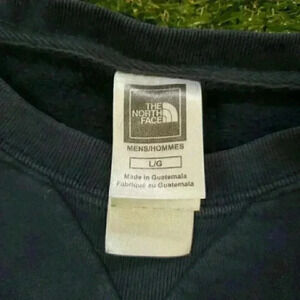 THE
NORTH
FACE
MENS/HOMMES
L/G
Made in Guatemala
Fabriqué au Guatemala